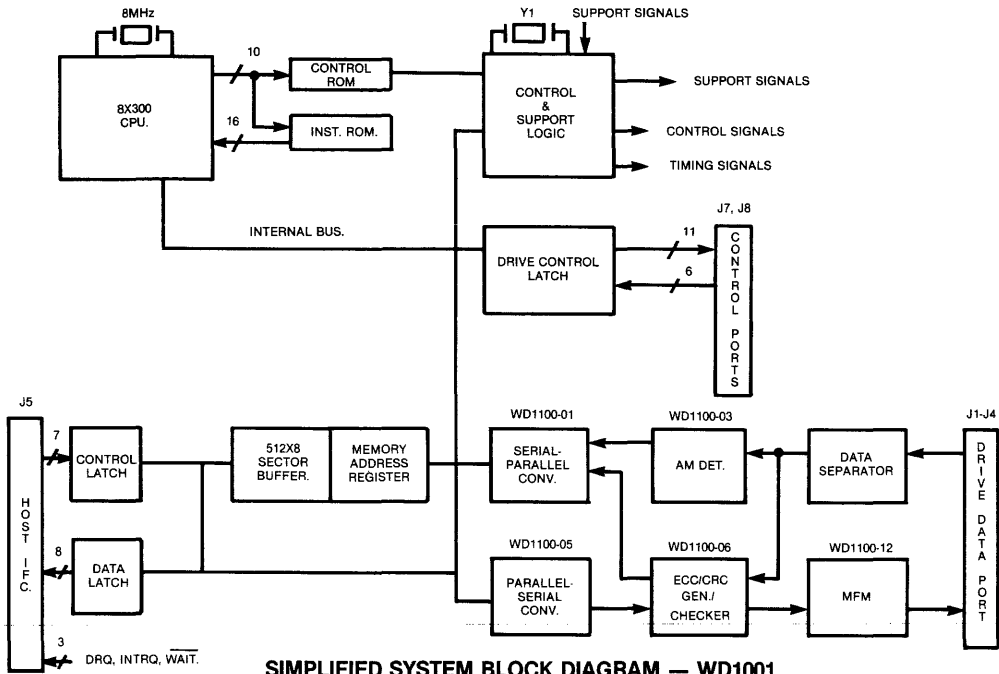 8MHz
8X300
CPU.
10
CONTROL
ROM
16
INST. ROM.
Y1
SUPPORT SIGNALS
CONTROL
&
SUPPORT
LOGIC
SUPPORT SIGNALS
CONTROL SIGNALS
TIMING SIGNALS
INTERNAL BUS.
DRIVE CONTROL
LATCH
11
6
J7, J8
CONTROL PORTS
J5
HOST IFC.
7
CONTROL
LATCH
8
DATA
LATCH
3
DRQ, INTRQ, WAIT.
512X8
SECTOR
BUFFER.
MEMORY
ADDRESS
REGISTER
WD1100-01
SERIAL-
PARALLEL
CONV.
WD1100-03
AM DET.
DATA
SEPARATOR
J1-J4
DRIVE DATA PORT
WD1100-05
PARALLEL-
SERIAL
CONV.
WD1100-06
ECC/CRC
GEN./
CHECKER
WD1100-12
MFM
SIMPLIFIED SYSTEM BLOCK DIAGRAM — WD1001